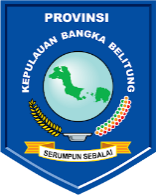 PROVINSI
KEPULAUAN BANGKA BELITUNG
SERUMPUN SEBALAI